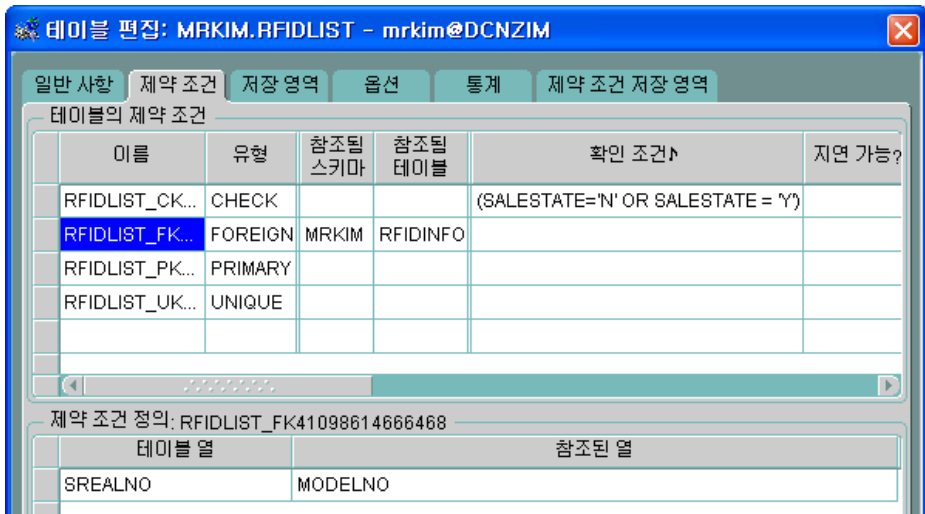 테이블 편집: MRKIM.RFIDLIST - mrkim@DCNZIM
일반 사항 제약 조건 저장 영역 옵션 통계 제약 조건 저장 영역
테이블의 제약 조건
이름 유형 참조됨 스키마 참조됨 테이블 확인 조건 지연 가능?
RFIDLIST_CK... CHECK (SALESTATE='N' OR SALESTATE = 'Y')
RFIDLIST_FK... FOREIGN MRKIM RFIDINFO
RFIDLIST_PK... PRIMARY
RFIDLIST_UK... UNIQUE
제약 조건 정의: RFIDLIST_FK41098614666468
테이블 열 참조된 열
SREALNO MODELNO